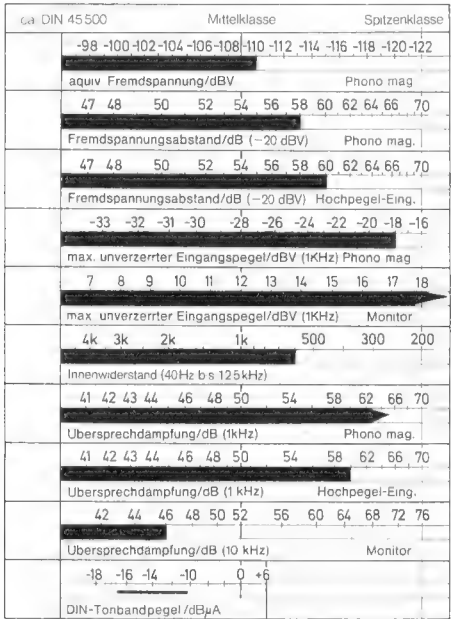 ca. DIN 45 500 Mittelklasse Spitzenklasse
-98 -100 -102 -104 -106 -108 -110 -112 -114 -116 -118 -120 -122
aquiv Fremdspannung/dBV Phono mag
47 48 50 52 54 56 58 60 62 64 66 70
Fremdspannungsabstand/dB (-20 dBV) Phono mag.
47 48 50 52 54 56 58 60 62 64 66 70
Fremdspannungsabstand/dB (-20 dBV) Hochpegel-Eing.
-33 -32 -31 -30 -28 -26 -24 -22 -20 -18 -16
max. unverzerrter Eingangspegel/dBV (1KHz) Phono mag
7 8 9 10 11 12 13 14 15 16 17 18
max unverzerrter Eingangspegel/dBV (1KHz) Monitor
4k 3k 2k 1k 500 300 200
Innenwiderstand (40Hz b s 12 5 kHz)
41 42 43 44 46 48 50 54 58 62 66 70
Ubersprechdämpfung/dB (1kHz) Phono mag.
41 42 43 44 46 48 50 54 58 62 66 70
Ubersprechdämpfung/dB (1 kHz) Hochpegel-Eing.
42 44 46 48 50 52 56 60 64 68 72 76
Ubersprechdämpfung/dB (10 kHz) Monitor
-18 -16 -14 -10 0 +6
DIN-Tonbandpegel/dBµA